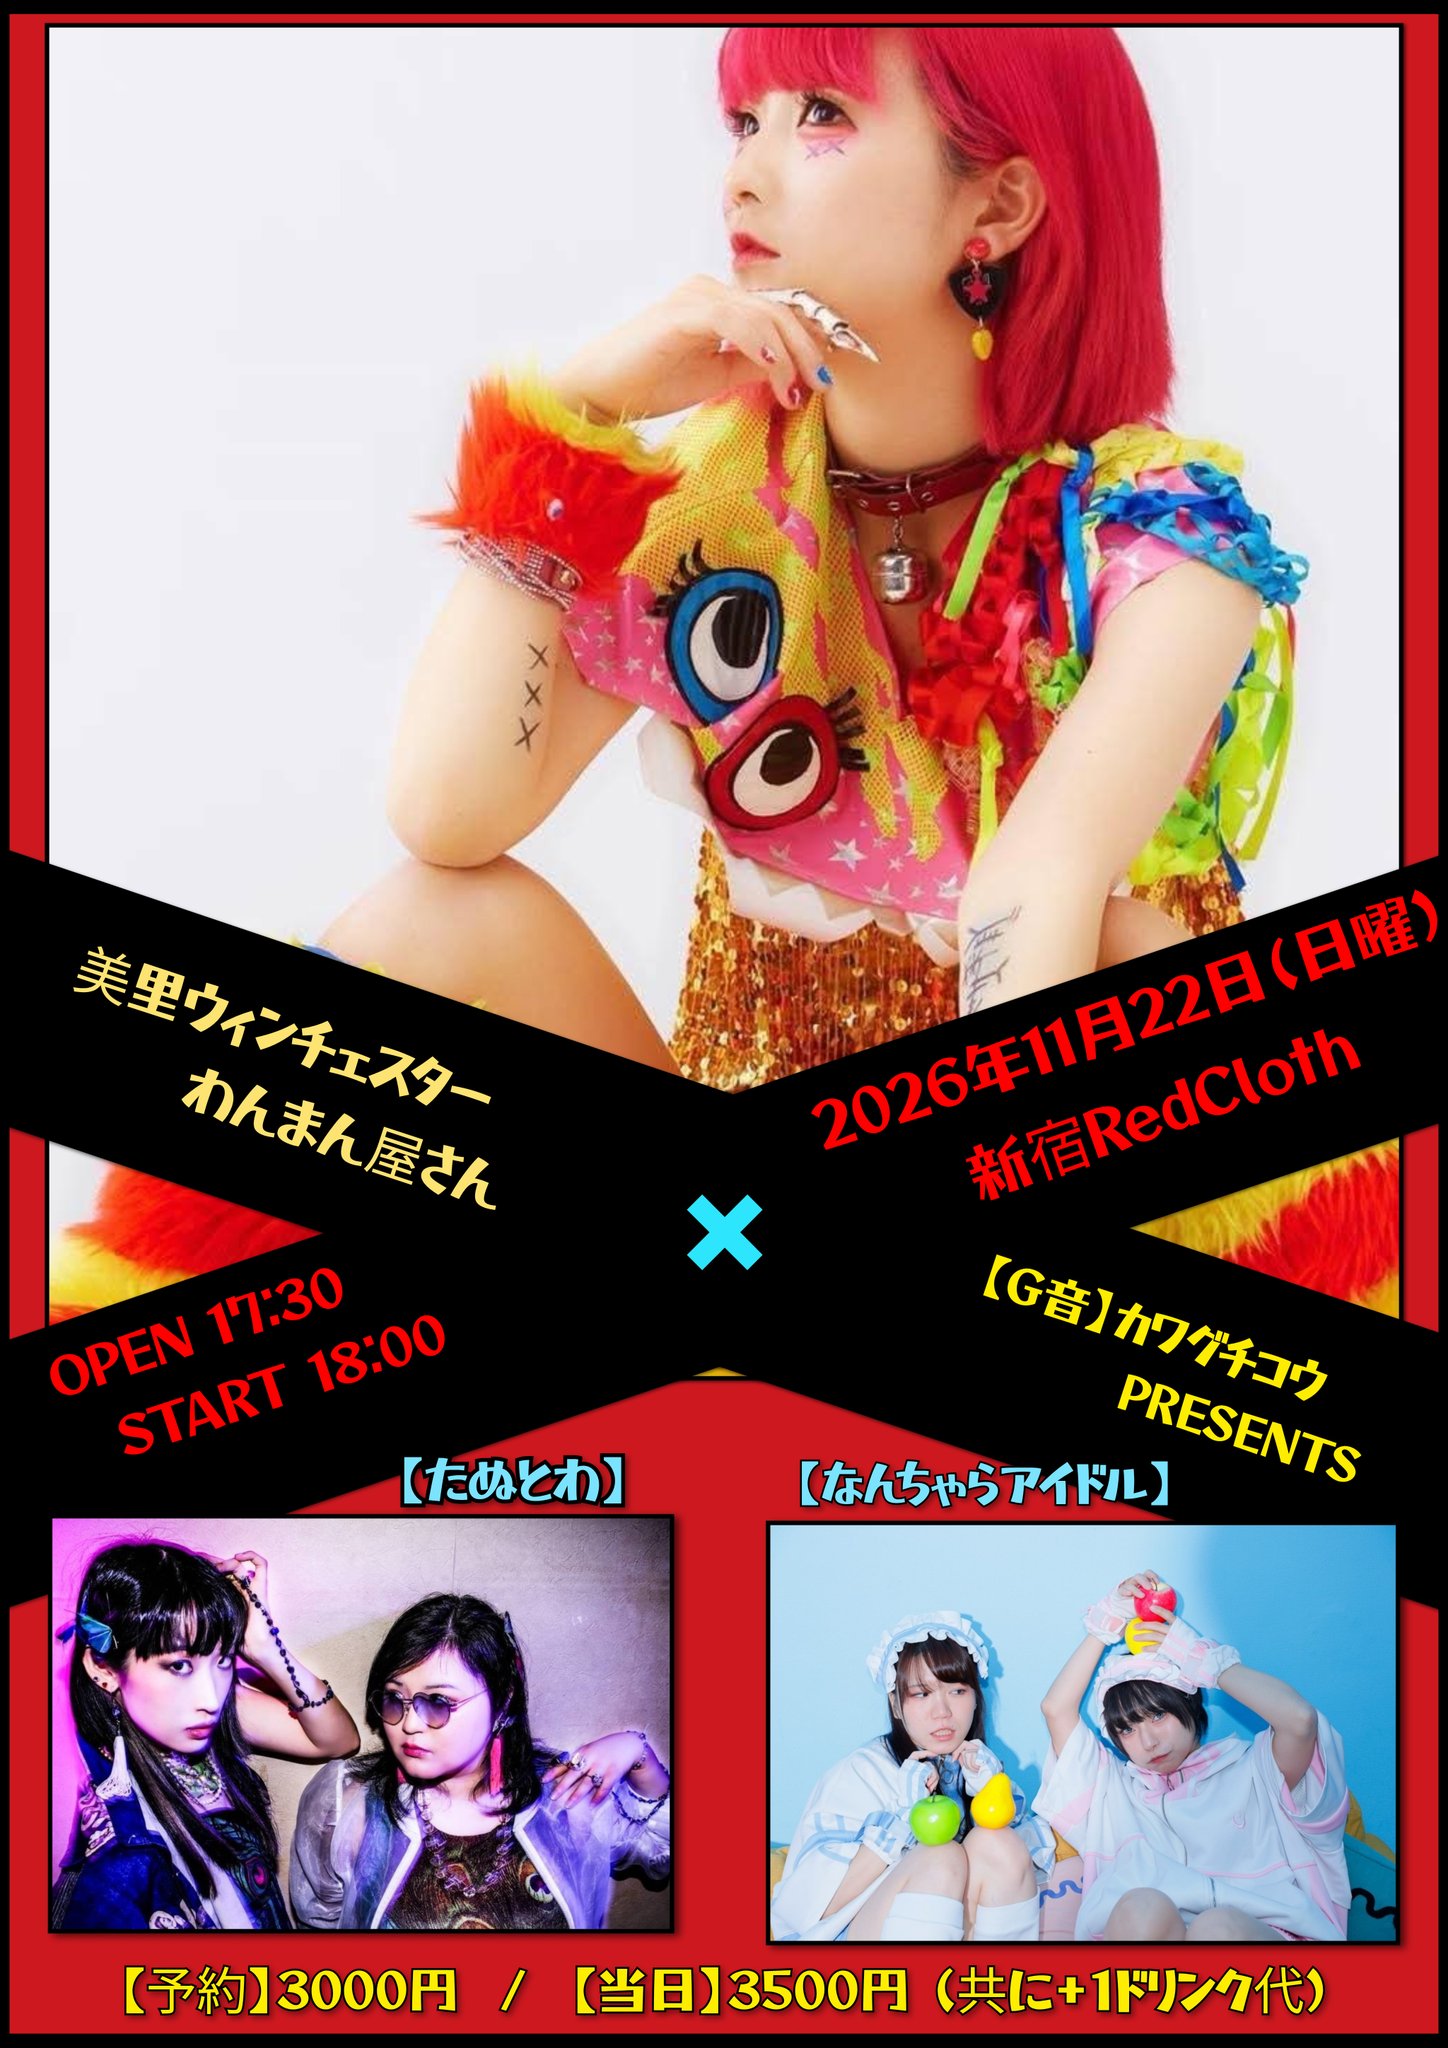 美里ウィンチェスター
わんまん屋さん
2026年11月22日(日曜)
新宿RedCloth
×
OPEN 17:30
START 18:00
【G音】カワグチコウ
PRESENTS
【たぬとわ】
【なんちゃらアイドル】
【予約】3000円 / 【当日】3500円 (共に+1ドリンク代)